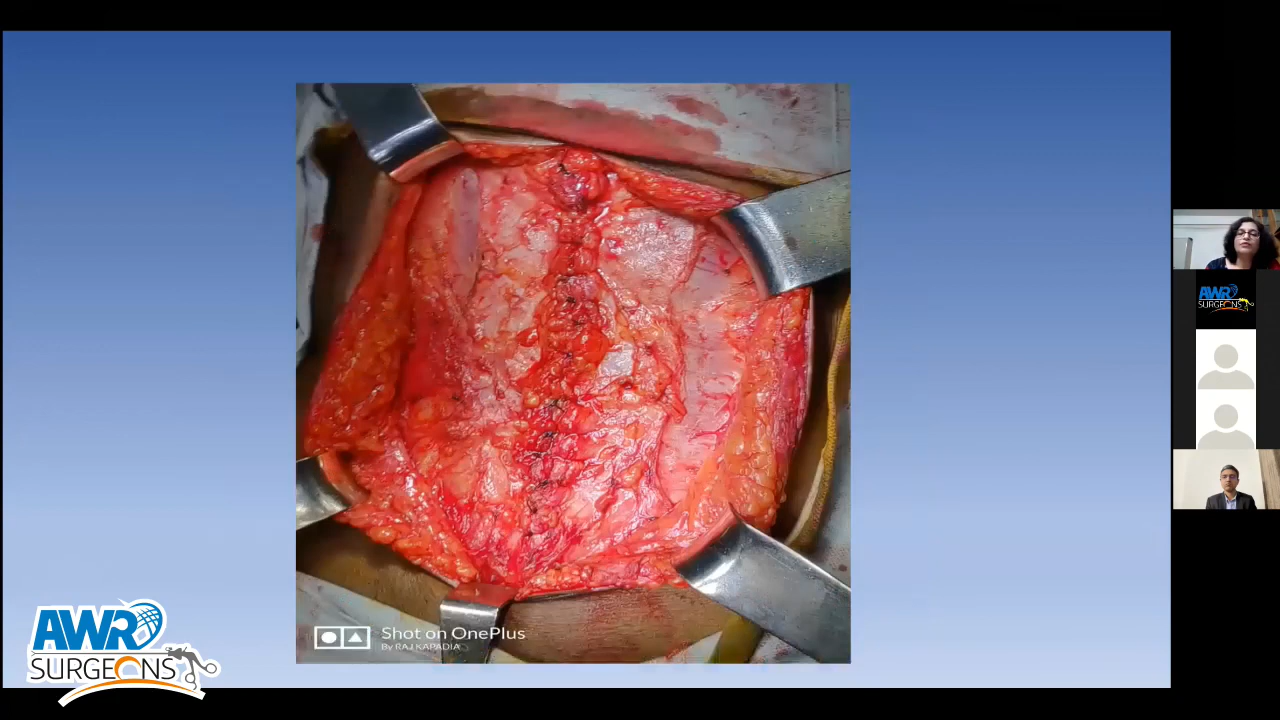 Shot on OnePlus
By RAJ KAPADIA
AWR
SURGEONS
AWR
SURGEONS